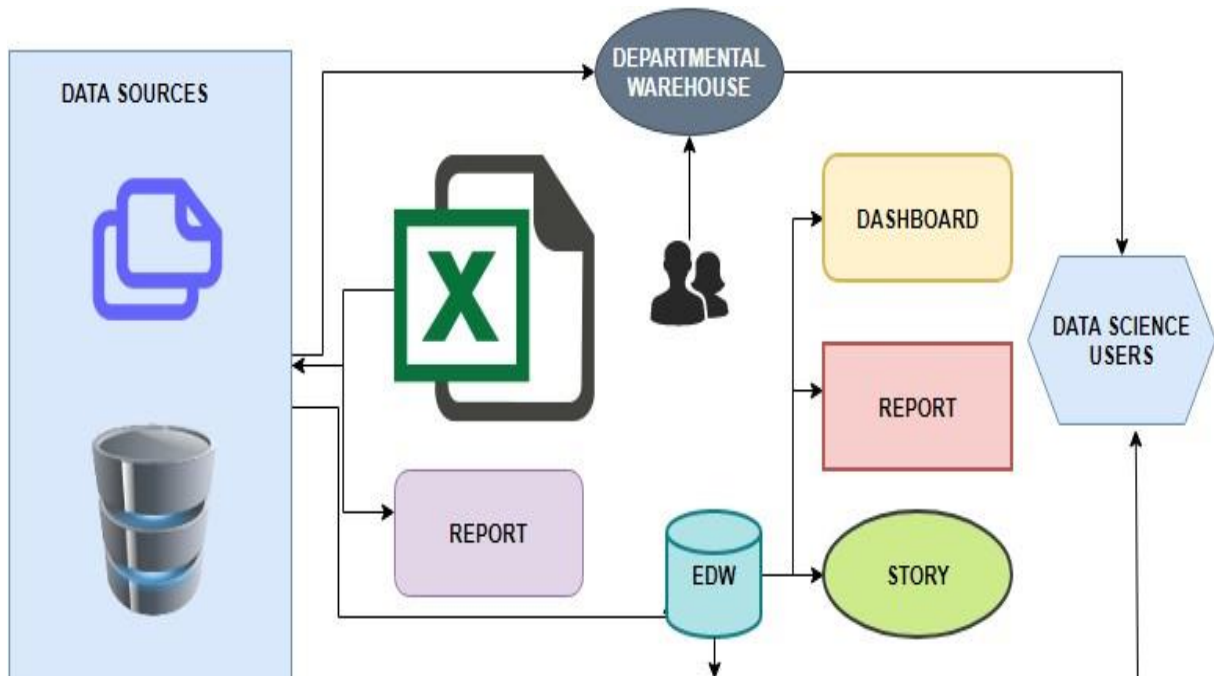 DATA SOURCES
DEPARTMENTAL
WAREHOUSE
X
DASHBOARD
DATA SCIENCE
USERS
REPORT
REPORT
EDW
STORY